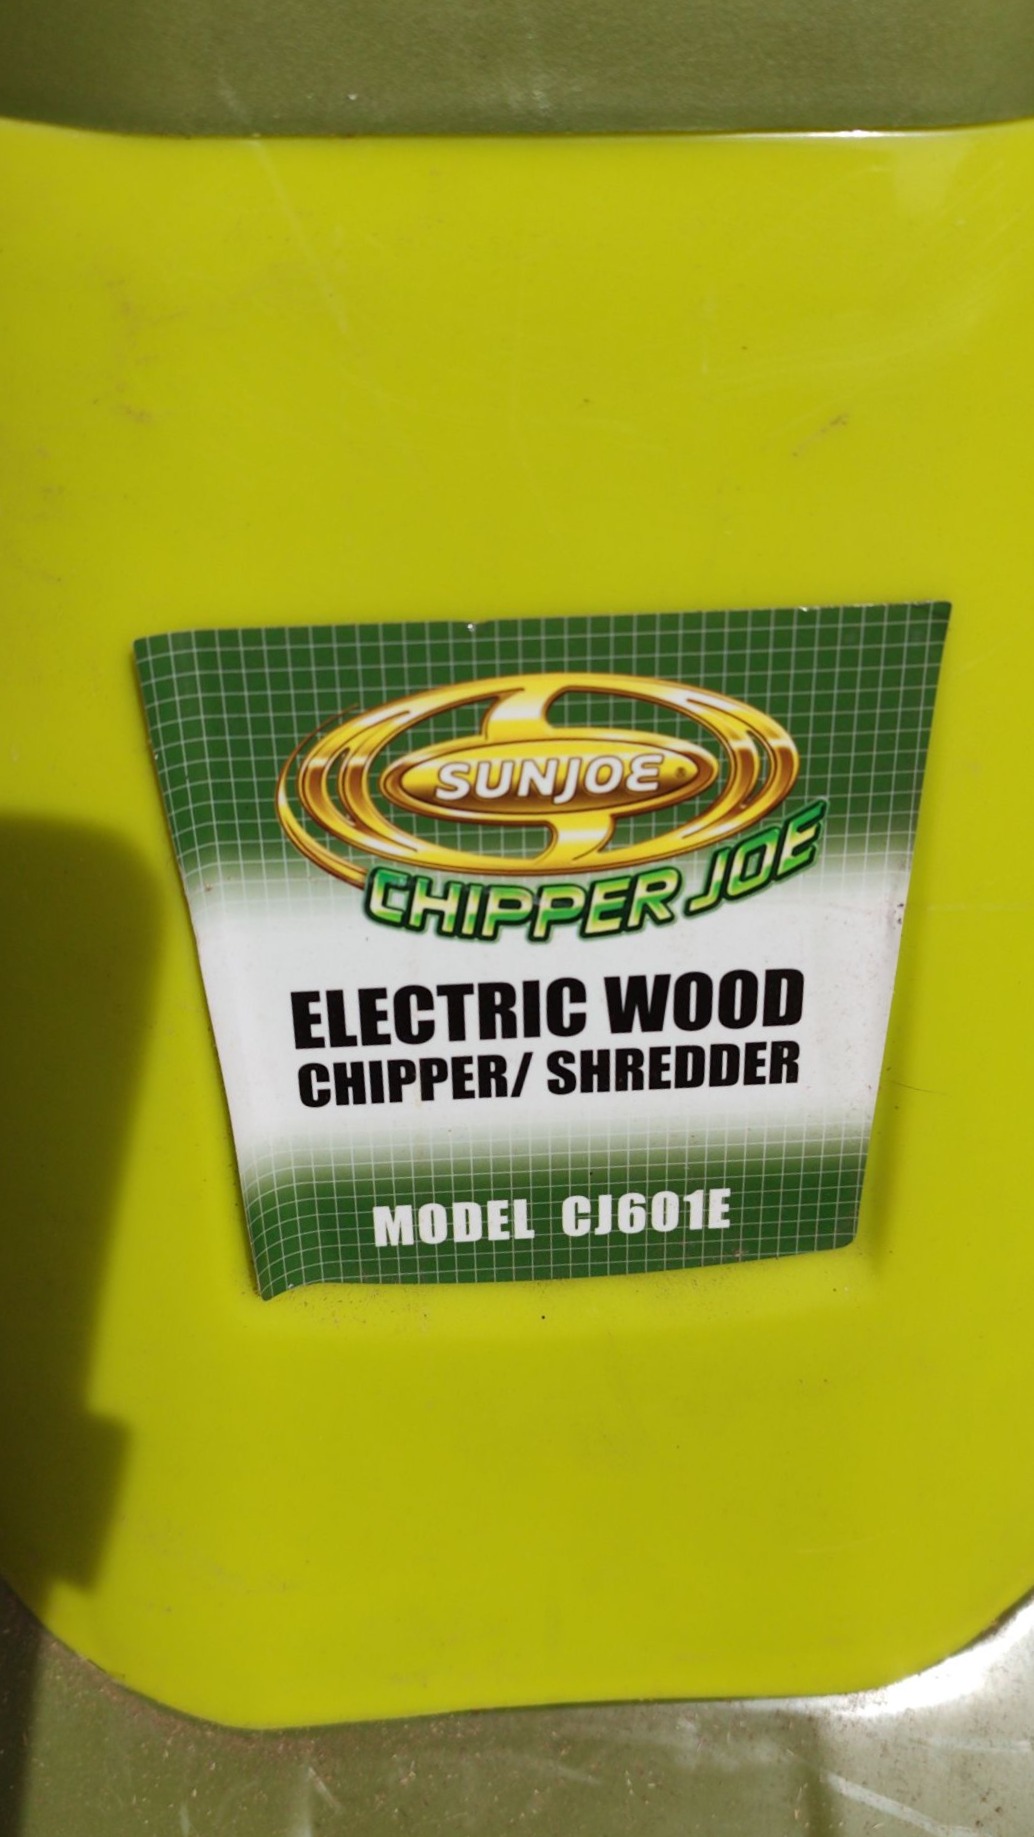 SUNJOE®
CHIPPER JOE
ELECTRIC WOOD
CHIPPER/ SHREDDER
MODEL CJ601E